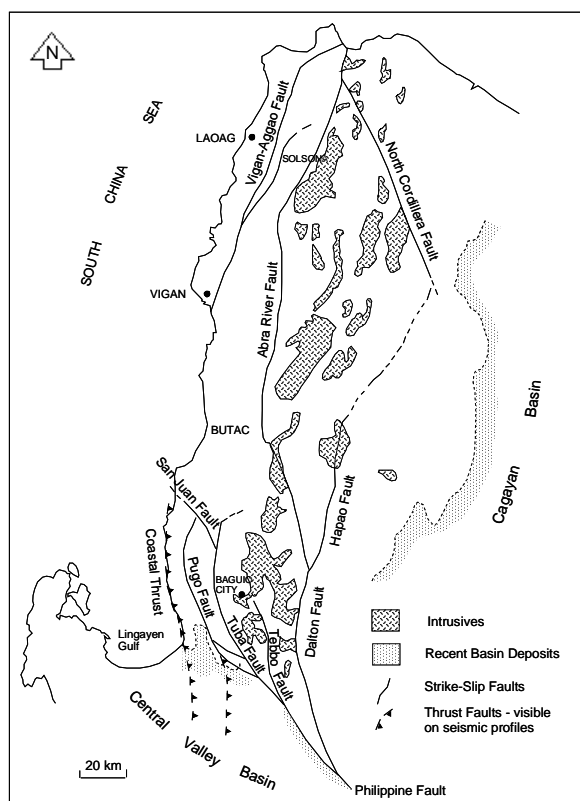 N
SOUTH CHINA SEA
LAOAG
Vigan-Aggao Fault
SOLSONA
North Cordillera Fault
VIGAN
Abra River Fault
Cagayan Basin
BUTAC
San Juan Fault
Hapao Fault
Coastal Thrust
Pugo Fault
BAGUIO
CITY
Tuba Fault
Tebbo Fault
Dalton Fault
Lingayen
Gulf
Central Valley Basin
Philippine Fault
20 km
Intrusives
Recent Basin Deposits
Strike-Slip Faults
Thrust Faults - visible
on seismic profiles